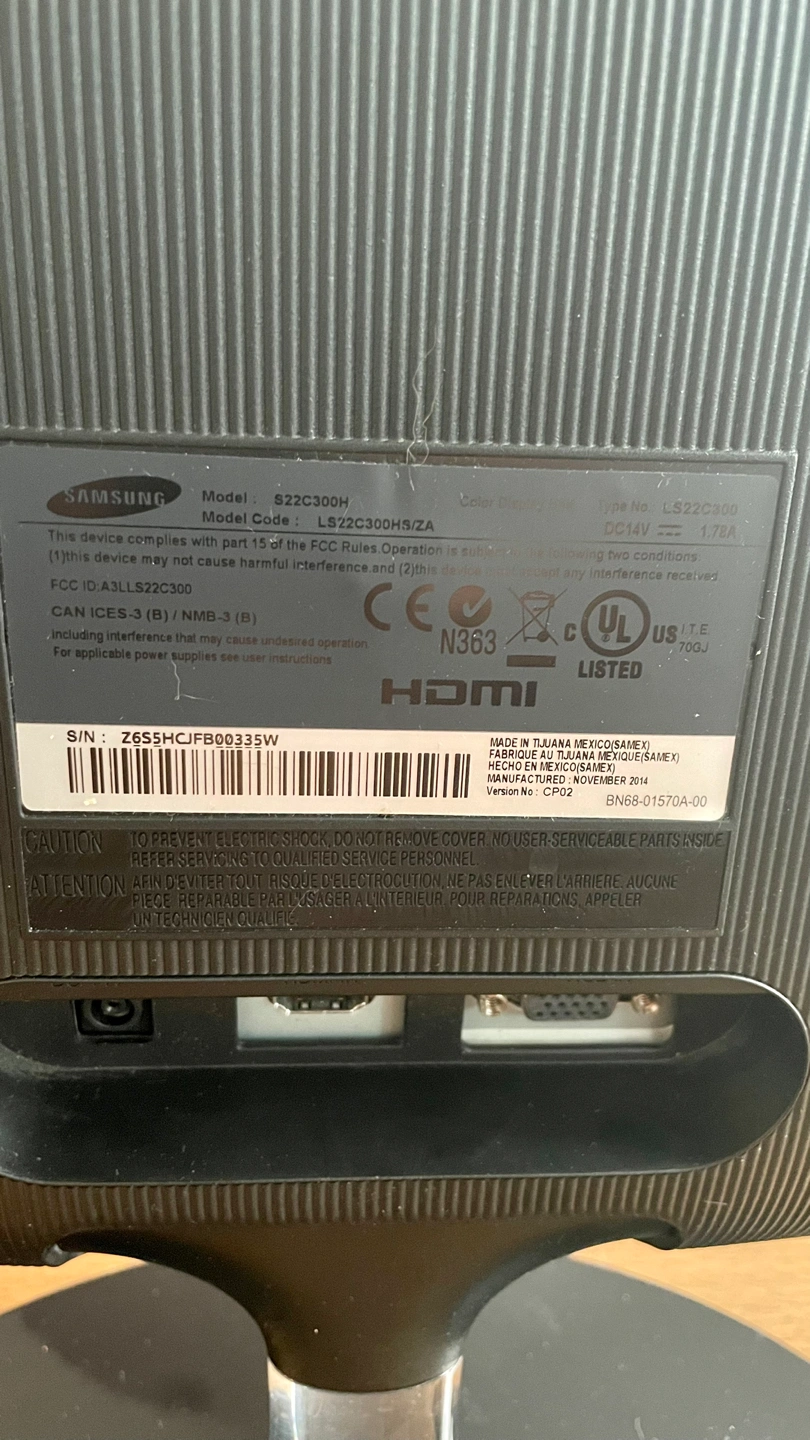 SAMSUNG
Model : S22C300H
Model Code : LS22C300HS/ZA
Color Display Type No. LS22C300
DC14V 1.78A
This device complies with part 15 of the FCC Rules.Operation is subject to the following two conditions:
(1)this device may not cause harmful interference.and (2)this device must accept any interference received.
FCC ID:A3LLS22C300
CAN ICES-3 (B) / NMB-3 (B)
including interference that may cause undesired operation
For applicable power supplies see user instructions
CE
N363
C UL US
LISTED
I.T.E.
70GJ
HDMI
S/N : Z6S5HCJFB00335W
MADE IN TIJUANA MEXICO(SAMEX)
FABRIQUE AU TIJUANA MEXIQUE(SAMEX)
HECHO EN MEXICO(SAMEX)
MANUFACTURED : NOVEMBER 2014
Version No : CP02
BN68-01570A-00
CAUTION TO PREVENT ELECTRIC SHOCK, DO NOT REMOVE COVER. NO USER-SERVICEABLE PARTS INSIDE
REFER SERVICING TO QUALIFIED SERVICE PERSONNEL.
ATTENTION AFIN D'EVITER TOUT RISQUE D'ELECTROCUTION, NE PAS ENLEVER L'ARRIERE. AUCUNE
PIECE REPARABLE PAR L'USAGER A L'INTERIEUR. POUR REPARATIONS, APPELER
UN TECHNICIEN QUALIFIE.